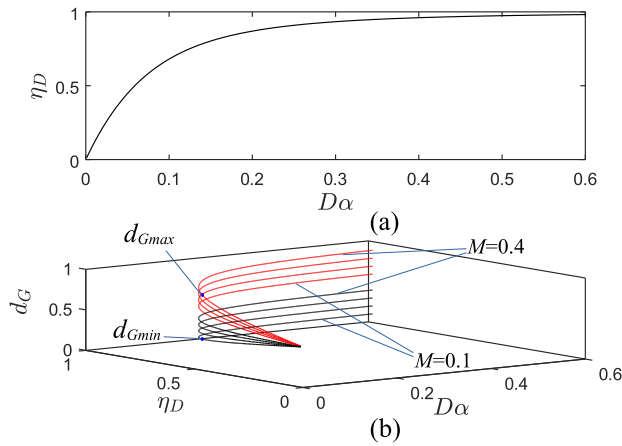 1
0.5
0
η_D
0 0.1 0.2 0.3 0.4 0.5 0.6
Dα
(a)
d_Gmax
M=0.4
1
0.5
0
d_G
d_Gmin
M=0.1
1 0.5 0
η_D
0 0.2 0.4 0.6
Dα
(b)